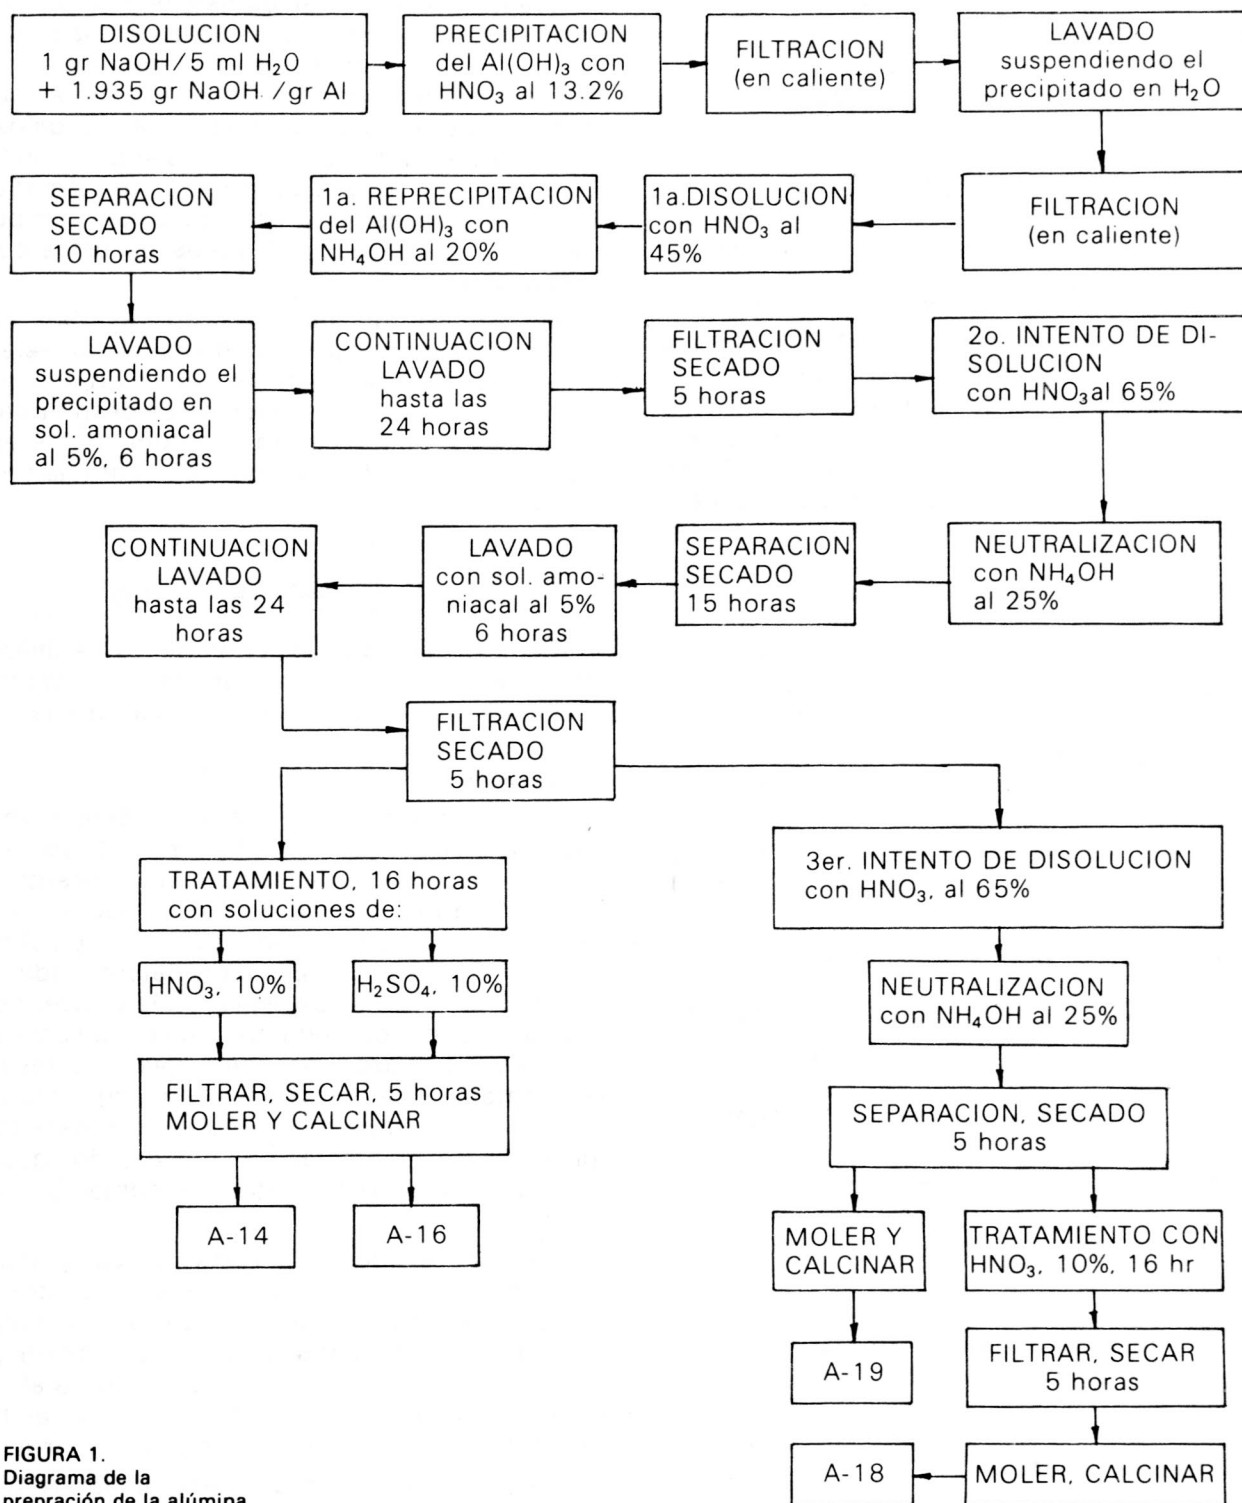 DISOLUCION
1 gr NaOH/5 ml H₂O
+ 1.935 gr NaOH /gr Al
PRECIPITACION
del Al(OH)₃ con
HNO₃ al 13.2%
FILTRACION
(en caliente)
LAVADO
suspendiendo el
precipitado en H₂O
FILTRACION
(en caliente)
1a.DISOLUCION
con HNO₃ al
45%
1a. REPRECIPITACION
del Al(OH)₃ con
NH₄OH al 20%
SEPARACION
SECADO
10 horas
LAVADO
suspendiendo el
precipitado en
sol. amoniacal
al 5%, 6 horas
CONTINUACION
LAVADO
hasta las
24 horas
FILTRACION
SECADO
5 horas
2o. INTENTO DE DI-
SOLUCION
con HNO₃al 65%
NEUTRALIZACION
con NH₄OH
al 25%
SEPARACION
SECADO
15 horas
LAVADO
con sol. amo-
niacal al 5%
6 horas
CONTINUACION
LAVADO
hasta las 24
horas
FILTRACION
SECADO
5 horas
TRATAMIENTO, 16 horas
con soluciones de:
HNO₃, 10%
H₂SO₄, 10%
FILTRAR, SECAR, 5 horas
MOLER Y CALCINAR
A-14
A-16
3er. INTENTO DE DISOLUCION
con HNO₃, al 65%
NEUTRALIZACION
con NH₄OH al 25%
SEPARACION, SECADO
5 horas
MOLER Y
CALCINAR
TRATAMIENTO CON
HNO₃, 10%, 16 hr
A-19
FILTRAR, SECAR
5 horas
A-18
MOLER, CALCINAR
FIGURA 1.
Diagrama de la
prepración de la alúmina